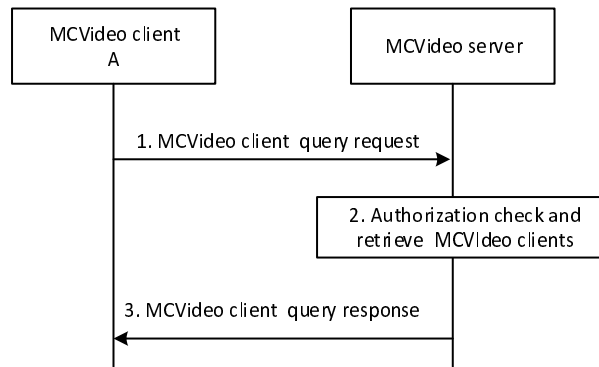 MCVideo client
A
MCVideo server
1. MCVideo client query request
2. Authorization check and
retrieve MCVIdeo clients
3. MCVideo client query response